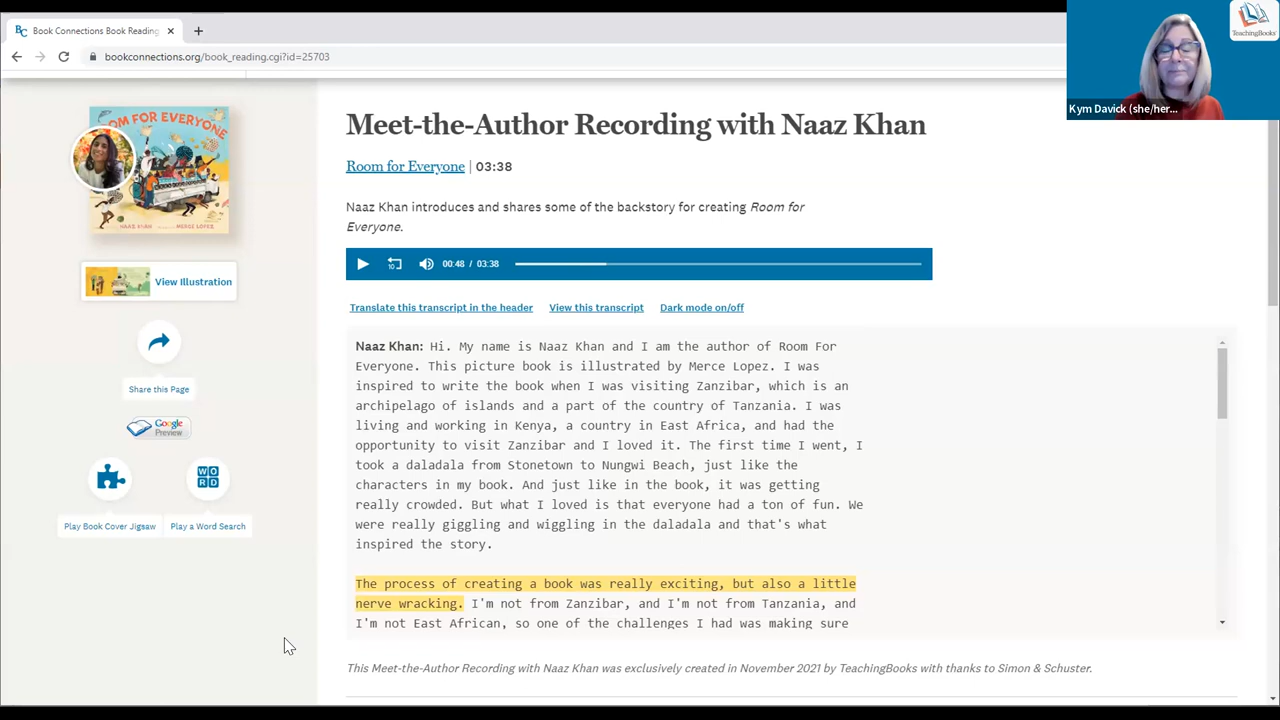 Book Connections Book Reading
bookconnections.org/book_reading.cgi?id=25703
TeachingBooks
Kym Davick (she/her...
OM FOR EVERYONE
NAAZ KHAN MERCE LOPEZ
View Illustration
Share this Page
Google
Preview
WO
RD
Play Book Cover Jigsaw
Play a Word Search
Meet-the-Author Recording with Naaz Khan
Room for Everyone | 03:38
Naaz Khan introduces and shares some of the backstory for creating Room for
Everyone.
10
00:48 / 03:38
Translate this transcript in the header View this transcript Dark mode on/off
Naaz Khan: Hi. My name is Naaz Khan and I am the author of Room For
Everyone. This picture book is illustrated by Merce Lopez. I was
inspired to write the book when I was visiting Zanzibar, which is an
archipelago of islands and a part of the country of Tanzania. I was
living and working in Kenya, a country in East Africa, and had the
opportunity to visit Zanzibar and I loved it. The first time I went, I
took a daladala from Stonetown to Nungwi Beach, just like the
characters in my book. And just like in the book, it was getting
really crowded. But what I loved is that everyone had a ton of fun. We
were really giggling and wiggling in the daladala and that's what
inspired the story.
The process of creating a book was really exciting, but also a little
nerve wracking. I'm not from Zanzibar, and I'm not from Tanzania, and
I'm not East African, so one of the challenges I had was making sure
This Meet-the-Author Recording with Naaz Khan was exclusively created in November 2021 by TeachingBooks with thanks to Simon & Schuster.